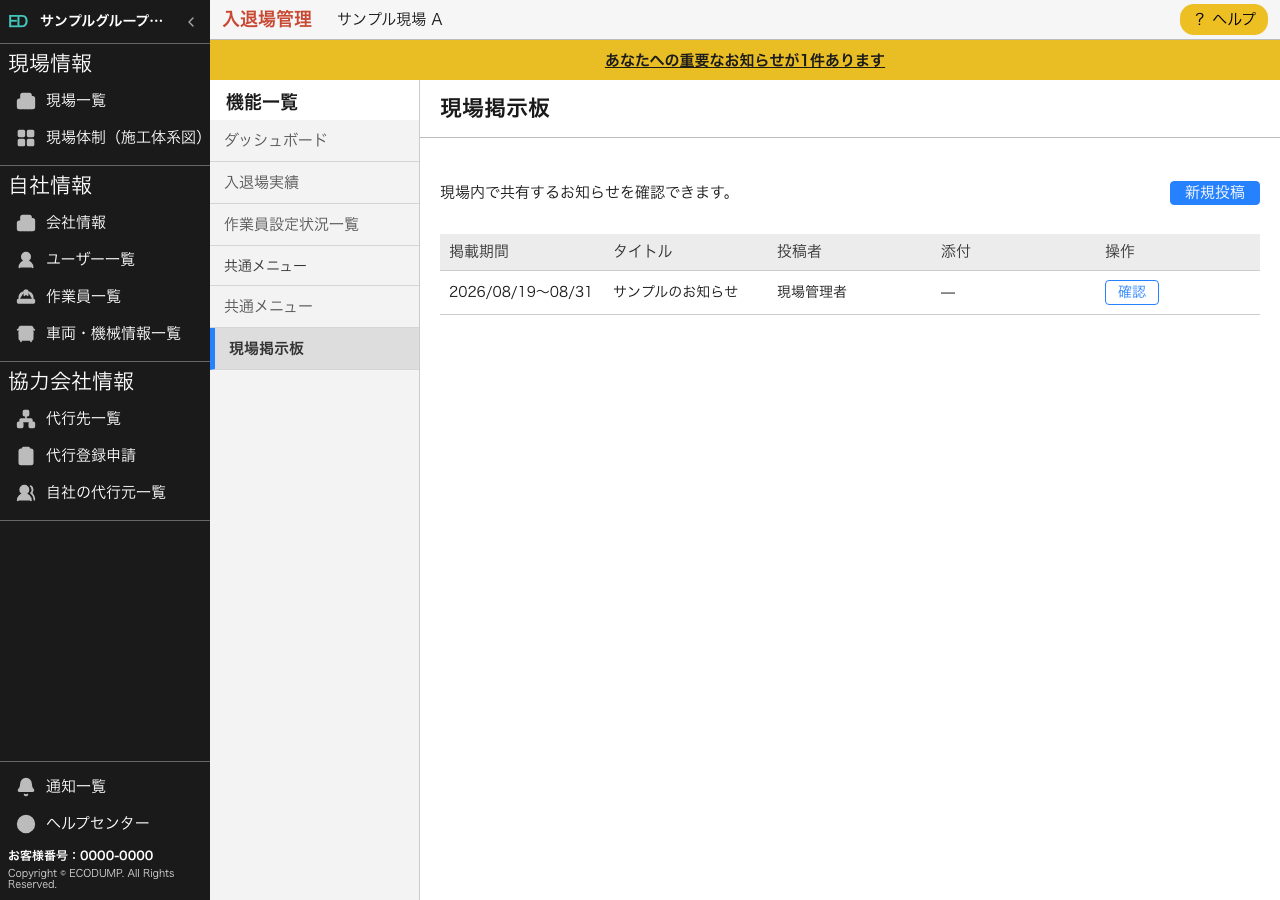 サンプルグループ…
現場情報
現場一覧
現場体制（施工体系図）
自社情報
会社情報
ユーザー一覧
作業員一覧
車両・機械情報一覧
協力会社情報
代行先一覧
代行登録申請
自社の代行元一覧
通知一覧
ヘルプセンター
お客様番号：0000-0000
Copyright © ECODUMP. All Rights
Reserved.
入退場管理 サンプル現場 A
？ ヘルプ
あなたへの重要なお知らせが1件あります
機能一覧
ダッシュボード
入退場実績
作業員設定状況一覧
共通メニュー
共通メニュー
現場掲示板
現場掲示板
現場内で共有するお知らせを確認できます。
新規投稿
掲載期間 タイトル 投稿者 添付 操作
2026/08/19〜08/31 サンプルのお知らせ 現場管理者 — 確認